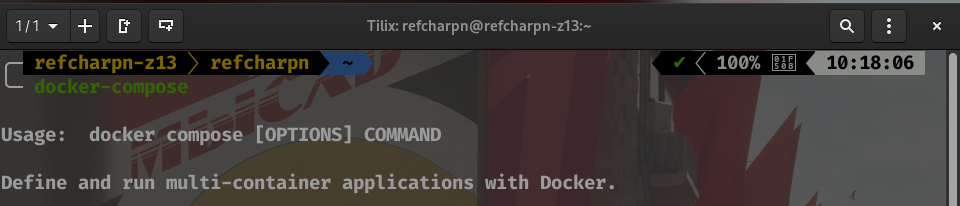 1/1
Tilix: refcharpn@refcharpn-z13:~
refcharpn-z13 refcharpn ~ ✔ 100% 01F50B 10:18:06
docker-compose
Usage:  docker compose [OPTIONS] COMMAND
Define and run multi-container applications with Docker.